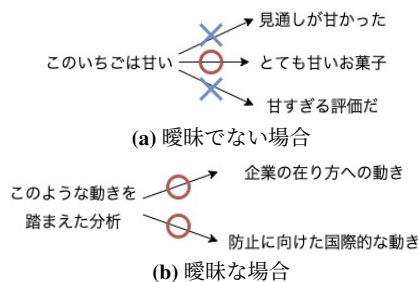 見通しが甘かった
このいちごは甘い
とても甘いお菓子
甘すぎる評価だ
(a) 曖昧でない場合
企業の在り方への動き
このような動きを
踏まえた分析
防止に向けた国際的な動き
(b) 曖昧な場合